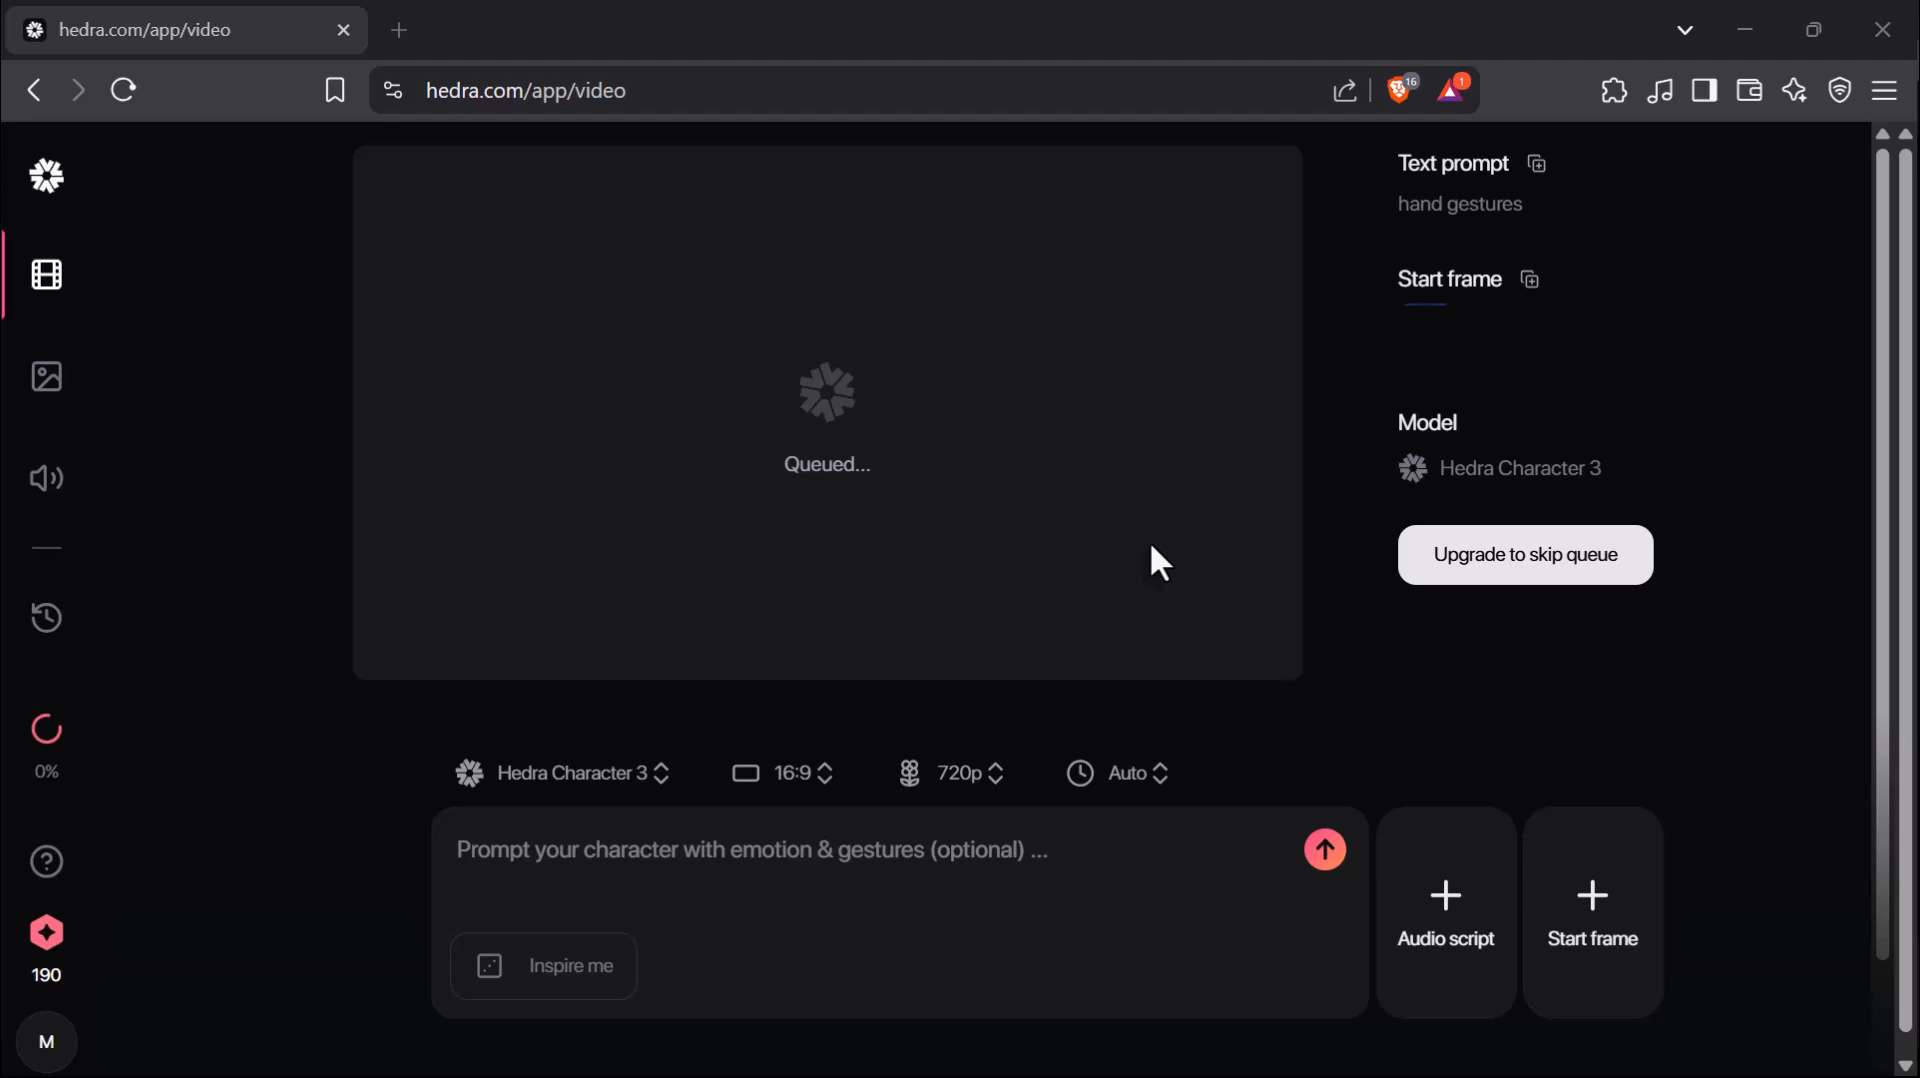 hedra.com/app/video
hedra.com/app/video
16
1
Text prompt
hand gestures
Start frame
Queued...
Model
Hedra Character 3
Upgrade to skip queue
0%
Hedra Character 3
16:9
720p
Auto
Prompt your character with emotion & gestures (optional) ...
Audio script
Start frame
Inspire me
190
M